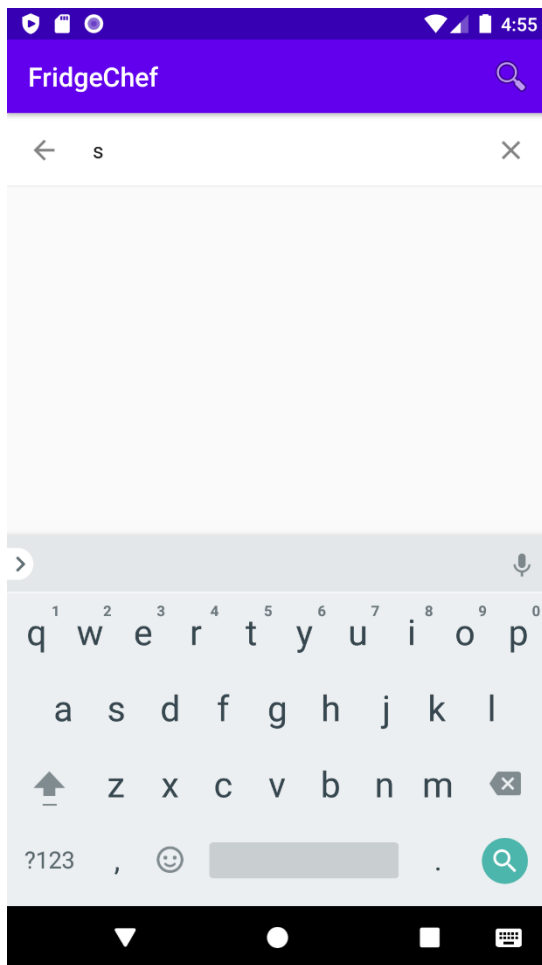 4:55
FridgeChef
s
1 2 3 4 5 6 7 8 9 0
q w e r t y u i o p
a s d f g h j k l
z x c v b n m
?123 , .